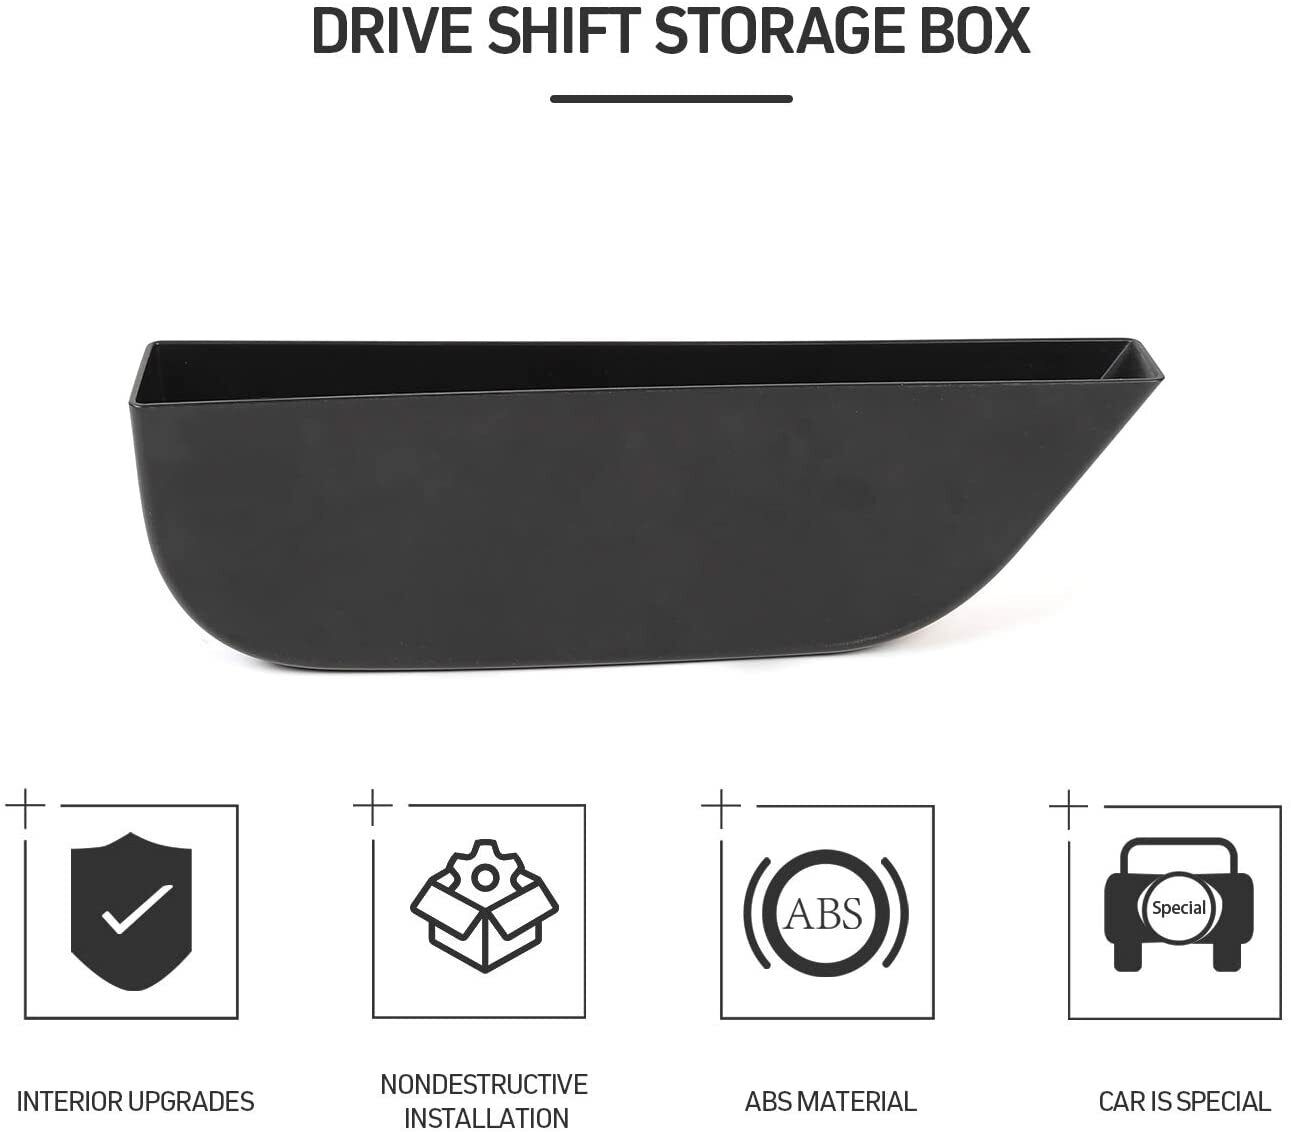 DRIVE SHIFT STORAGE BOX
ABS
Special
INTERIOR UPGRADES
NONDESTRUCTIVE
INSTALLATION
ABS MATERIAL
CAR IS SPECIAL